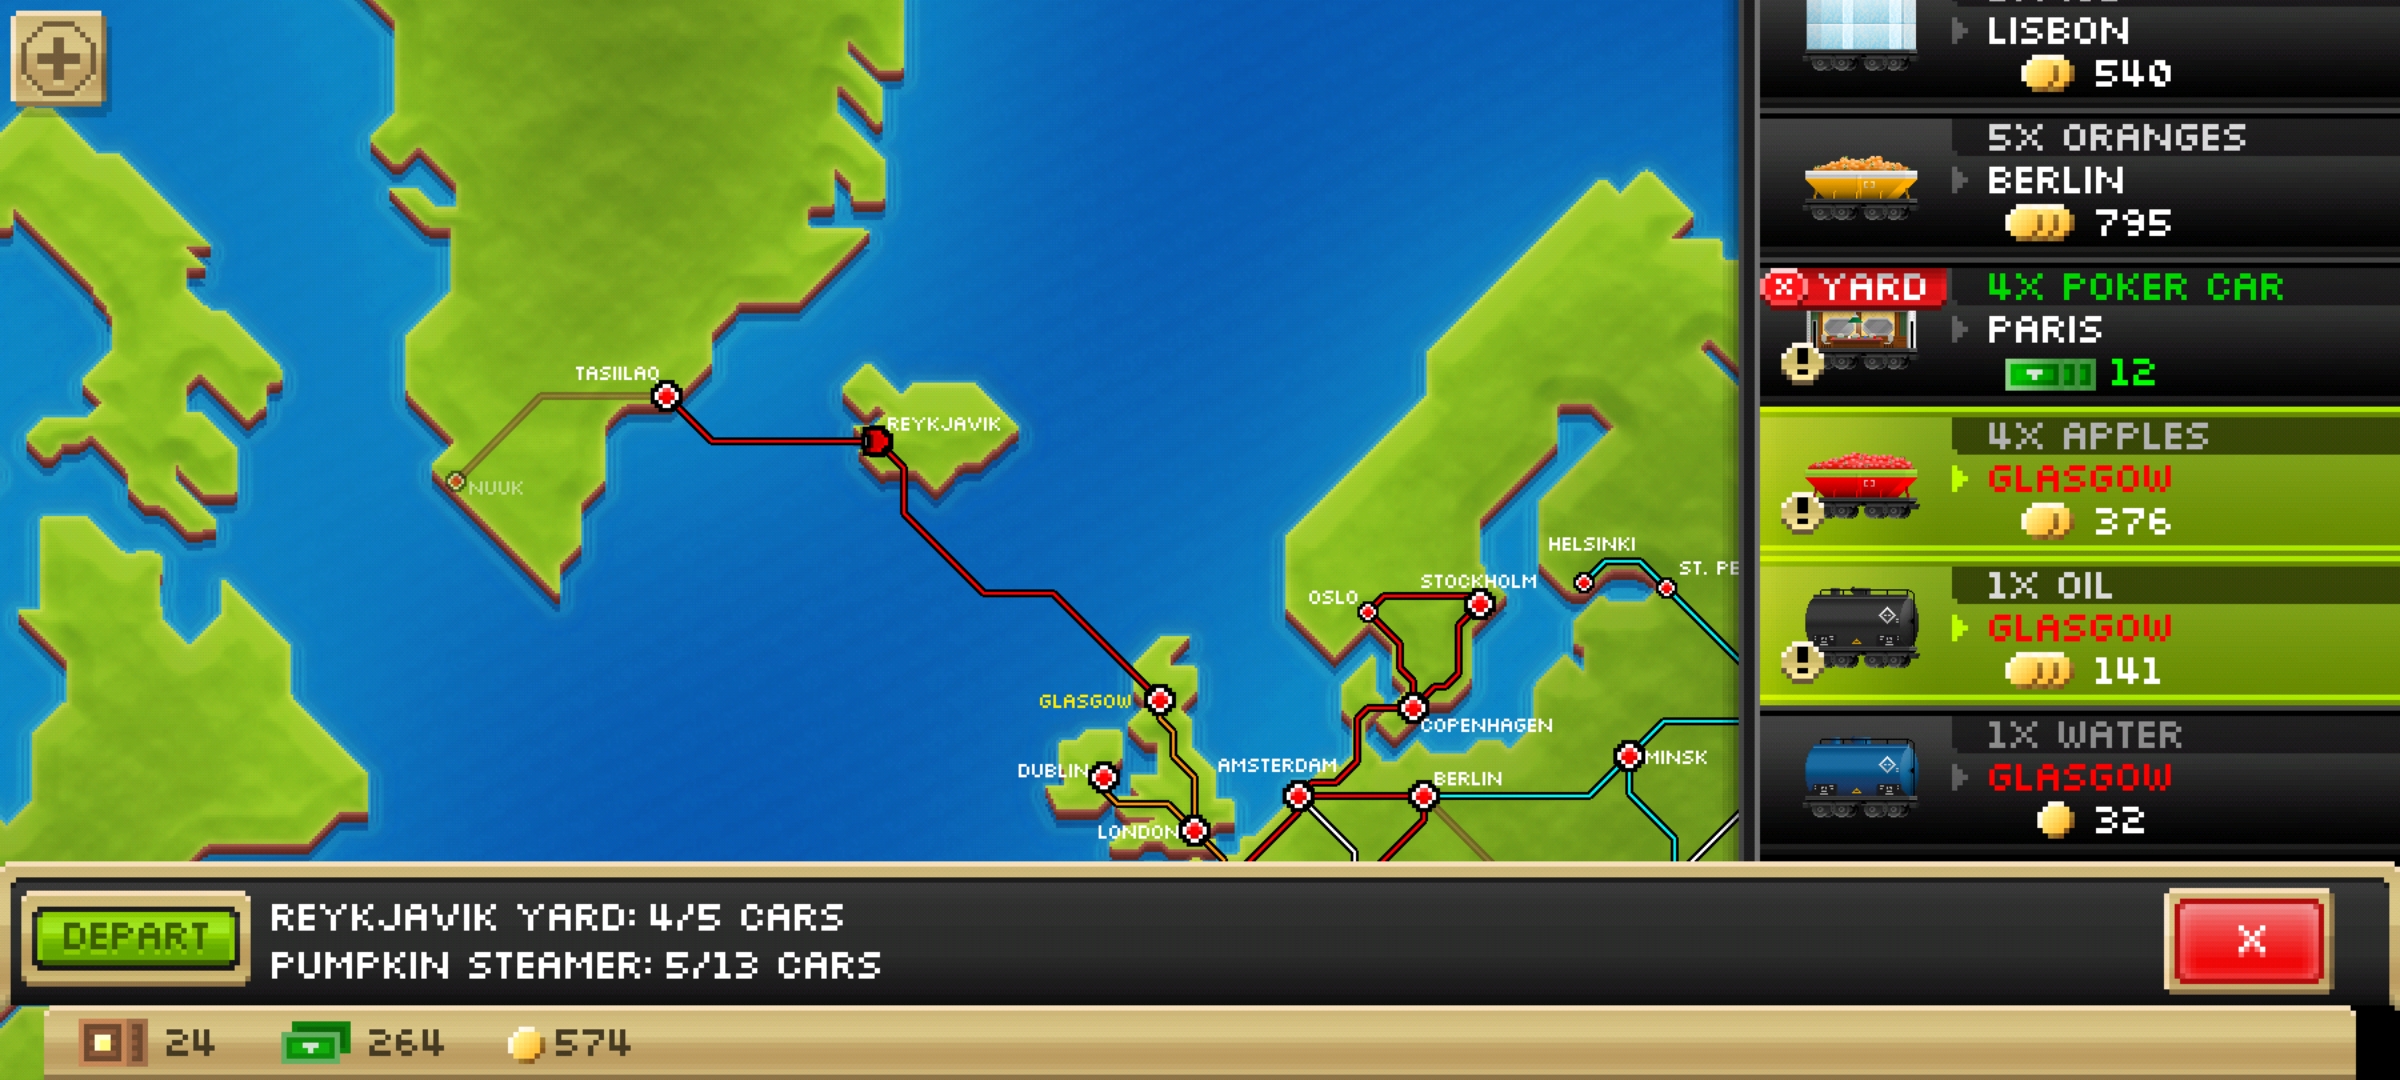 TASIILAQ
REYKJAVIK
NUUK
GLASGOW
DUBLIN
LONDON
AMSTERDAM
BERLIN
COPENHAGEN
OSLO
STOCKHOLM
HELSINKI
ST. PE
MINSK
LISBON
540
5X ORANGES
BERLIN
795
YARD
4X POKER CAR
PARIS
12
4X APPLES
GLASGOW
376
1X OIL
GLASGOW
141
1X WATER
GLASGOW
32
DEPART
REYKJAVIK YARD: 4/5 CARS
PUMPKIN STEAMER: 5/13 CARS
X
24
264
574